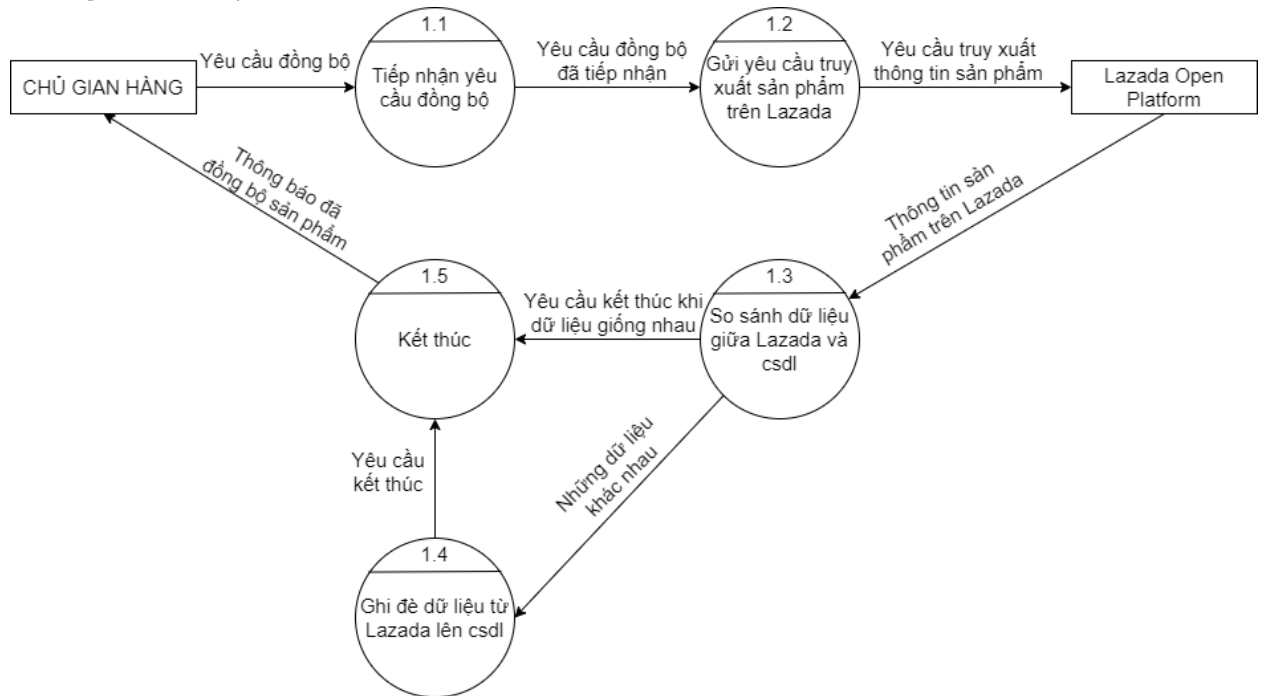 CHỦ GIAN HÀNG
Yêu cầu đồng bộ
1.1
Tiếp nhận yêu
cầu đồng bộ
Yêu cầu đồng bộ
đã tiếp nhận
1.2
Gửi yêu cầu truy
xuất sản phẩm
trên Lazada
Yêu cầu truy xuất
thông tin sản phẩm
Lazada Open
Platform
Thông báo đã
đồng bộ sản phẩm
Thông tin sản
phẩm trên Lazada
1.5
Kết thúc
Yêu cầu kết thúc khi
dữ liệu giống nhau
1.3
So sánh dữ liệu
giữa Lazada và
csdl
Yêu cầu
kết thúc
Những dữ liệu
khác nhau
1.4
Ghi đè dữ liệu từ
Lazada lên csdl